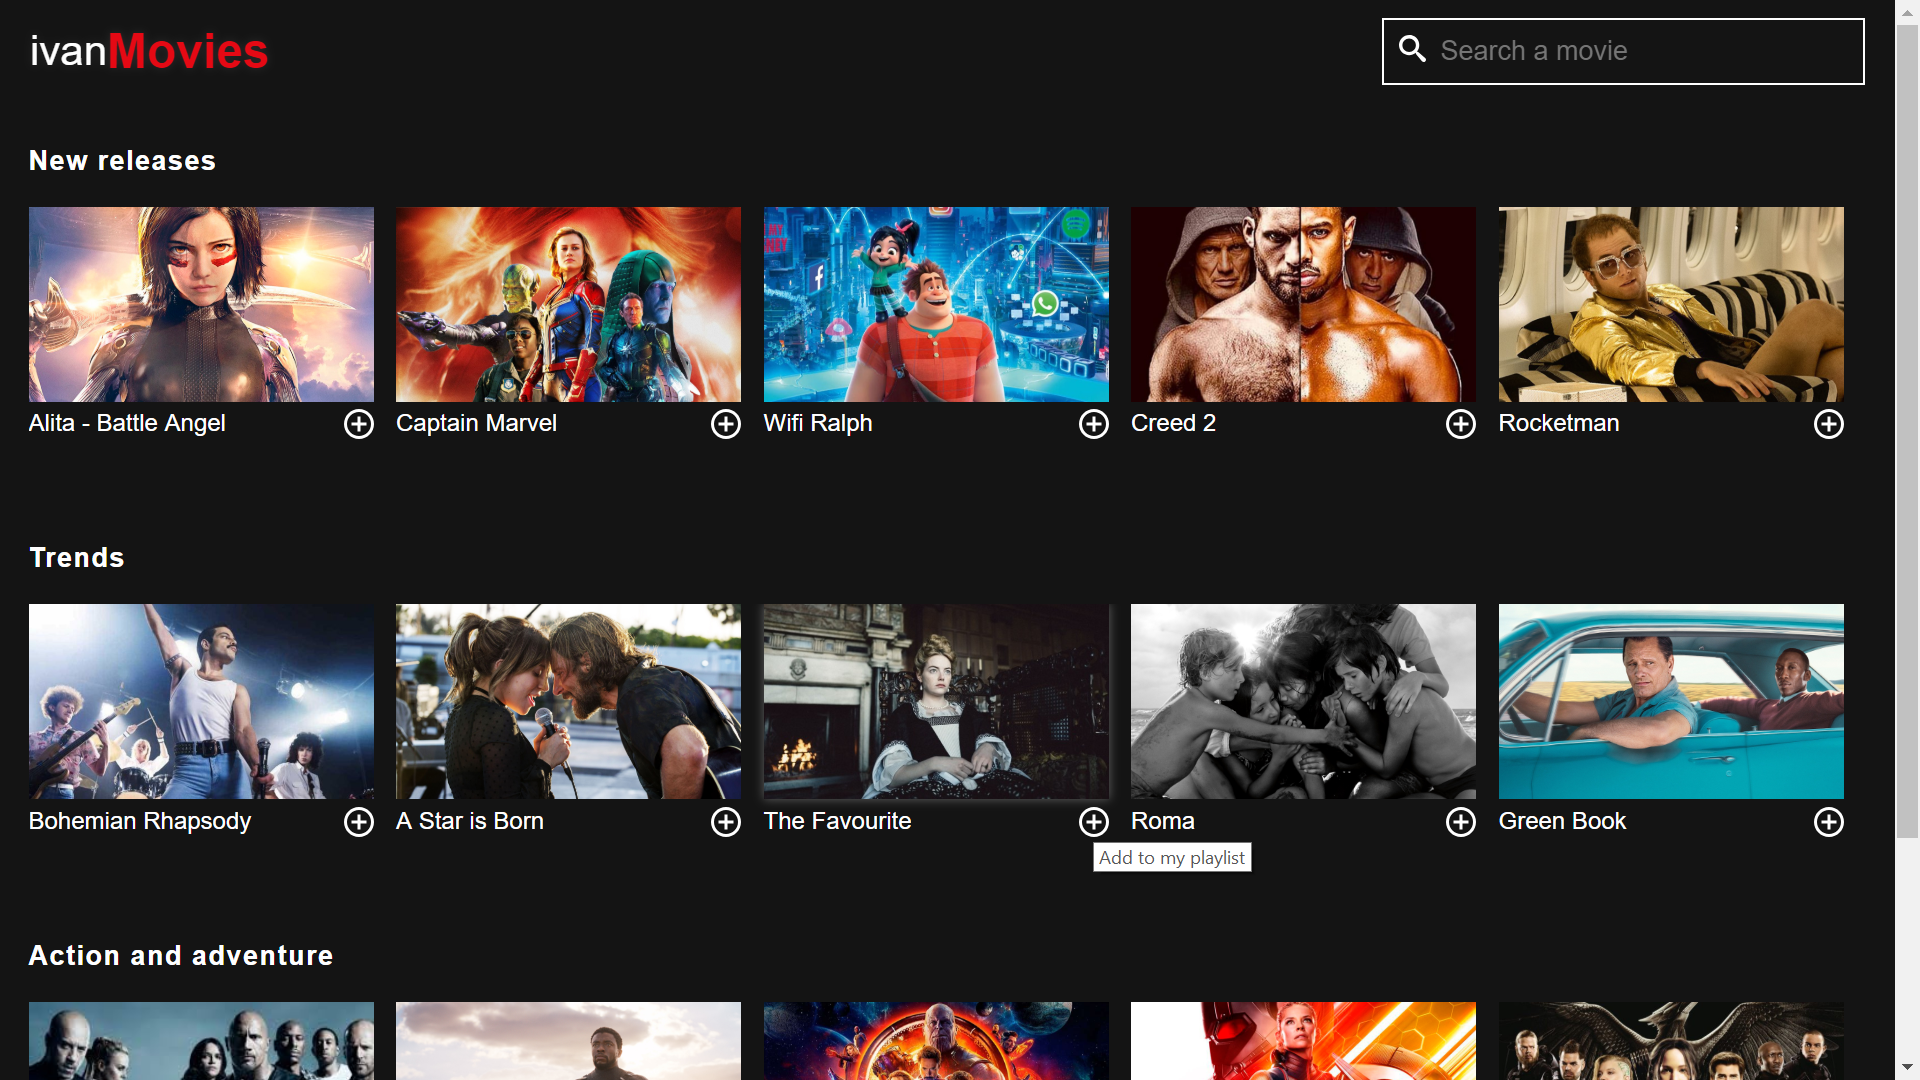 ivanMovies
Search a movie
New releases
Alita - Battle Angel
Captain Marvel
Wifi Ralph
Creed 2
Rocketman
Trends
Bohemian Rhapsody
A Star is Born
The Favourite
Roma
Green Book
Add to my playlist
Action and adventure